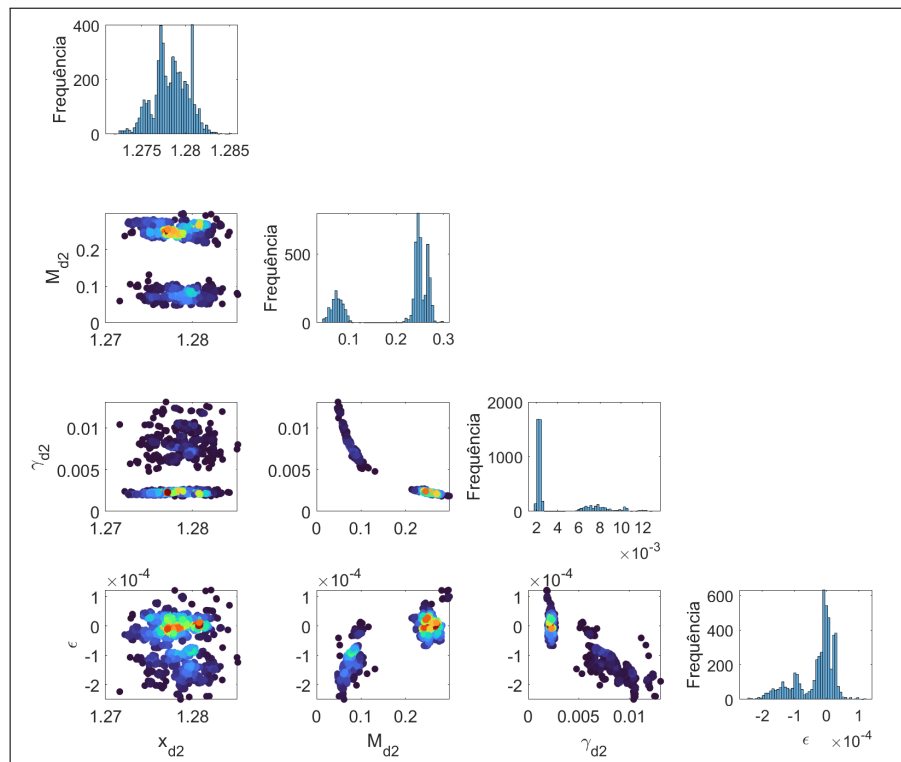 Frequência
400
200
0
1.275 1.28 1.285
M_d2
0.2
0.1
0
1.27 1.28
Frequência
500
0
0.1 0.2 0.3
γ_d2
0.01
0.005
0
1.27 1.28
0.01
0.005
0
0 0.1 0.2
Frequência
2000
1000
0
2 4 6 8 10 12
×10⁻³
ϵ
×10⁻⁴
1
0
-1
-2
1.27 1.28
x_d2
×10⁻⁴
1
0
-1
-2
0 0.1 0.2
M_d2
×10⁻⁴
1
0
-1
-2
0 0.005 0.01
γ_d2
Frequência
600
400
200
0
-2 -1 0 1
ϵ ×10⁻⁴